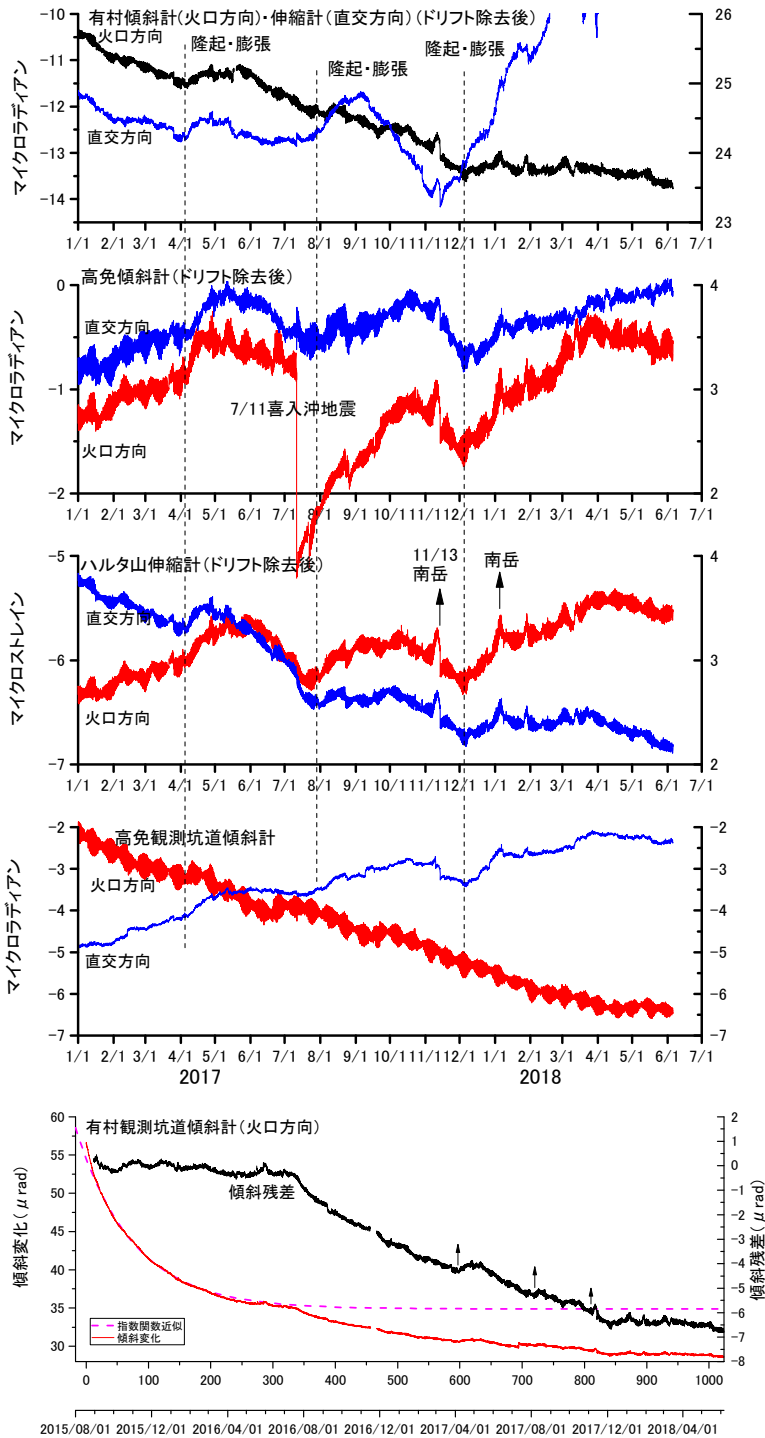 有村傾斜計(火口方向)・伸縮計(直交方向)(ドリフト除去後)
火口方向
隆起・膨張
隆起・膨張
隆起・膨張
直交方向
マイクロラディアン
-10
-11
-12
-13
-14
26
25
24
23
22
1/1 2/1 3/1 4/1 5/1 6/1 7/1 8/1 9/1 10/1 11/1 12/1 1/1 2/1 3/1 4/1 5/1 6/1 7/1
高免傾斜計(ドリフト除去後)
直交方向
7/11喜入沖地震
火口方向
マイクロラディアン
0
-1
-2
4
3
2
1/1 2/1 3/1 4/1 5/1 6/1 7/1 8/1 9/1 10/1 11/1 12/1 1/1 2/1 3/1 4/1 5/1 6/1 7/1
ハルタ山伸縮計(ドリフト除去後)
11/13
南岳
南岳
直交方向
火口方向
マイクロストレイン
-5
-6
-7
4
3
2
1/1 2/1 3/1 4/1 5/1 6/1 7/1 8/1 9/1 10/1 11/1 12/1 1/1 2/1 3/1 4/1 5/1 6/1 7/1
高免観測坑道傾斜計
火口方向
直交方向
マイクロラディアン
-2
-3
-4
-5
-6
-7
-2
-3
-4
-5
-6
-7
1/1 2/1 3/1 4/1 5/1 6/1 7/1 8/1 9/1 10/1 11/1 12/1 1/1 2/1 3/1 4/1 5/1 6/1 7/1
2017 2018
有村観測坑道傾斜計(火口方向)
傾斜残差
傾斜変化(μrad)
60
55
50
45
40
35
30
傾斜残差(μrad)
2
1
0
-1
-2
-3
-4
-5
-6
-7
-8
指数関数近似
傾斜変化
0 100 200 300 400 500 600 700 800 900 1000
2015/08/01 2015/12/01 2016/04/01 2016/08/01 2016/12/01 2017/04/01 2017/08/01 2017/12/01 2018/04/01